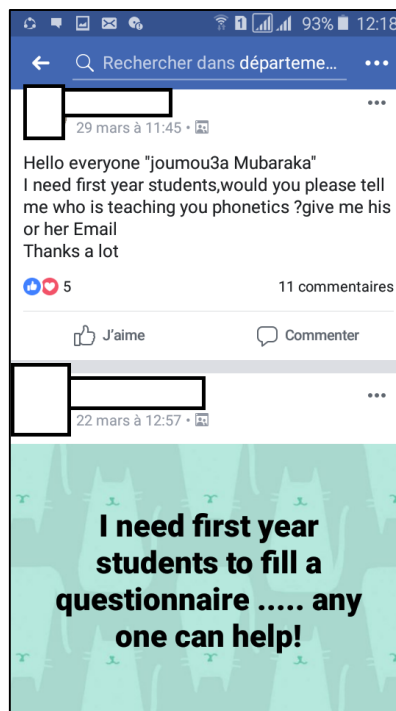 93% 12:18
Rechercher dans départeme...
29 mars à 11:45 •
Hello everyone "joumou3a Mubaraka"
I need first year students,would you please tell
me who is teaching you phonetics ?give me his
or her Email
Thanks a lot
5 11 commentaires
J'aime Commenter
22 mars à 12:57 •
I need first year
students to fill a
questionnaire ..... any
one can help!